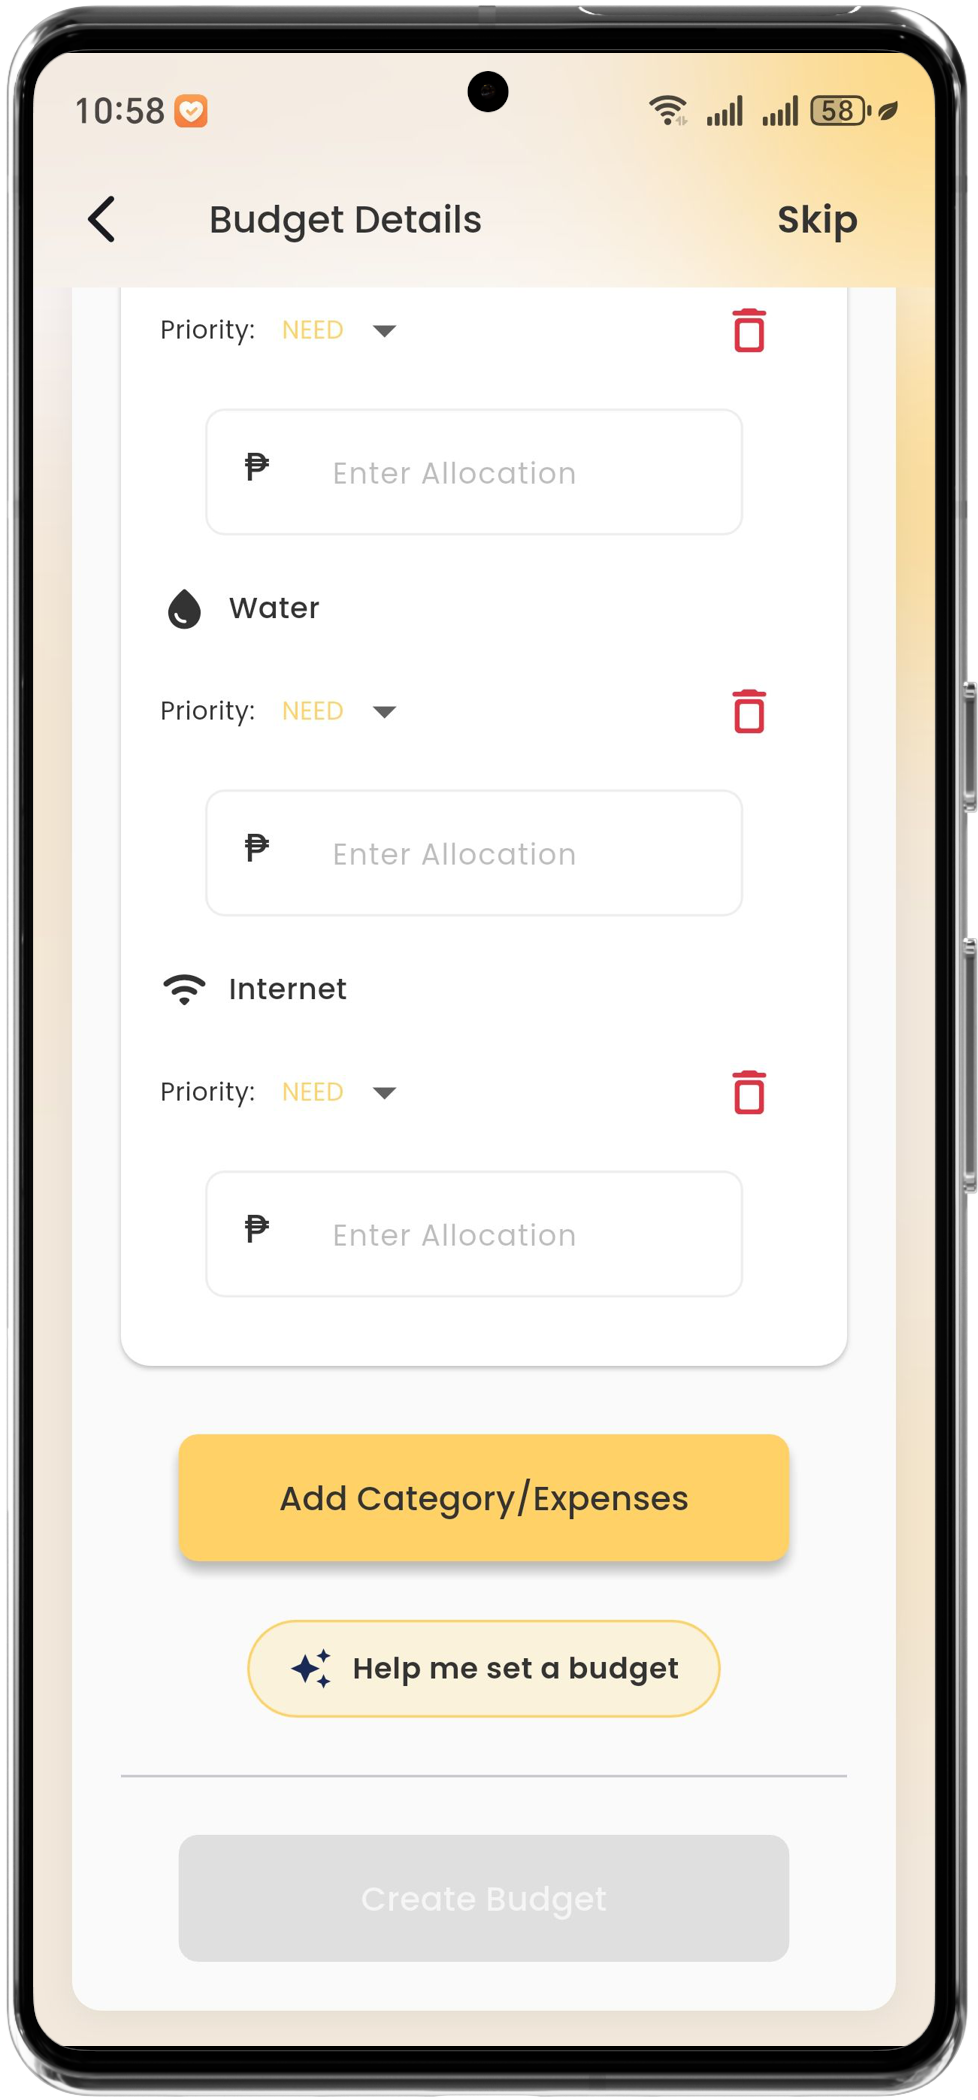 10:58 58
Budget Details Skip
Priority: NEED
₱ Enter Allocation
Water
Priority: NEED
₱ Enter Allocation
Internet
Priority: NEED
₱ Enter Allocation
Add Category/Expenses
Help me set a budget
Create Budget